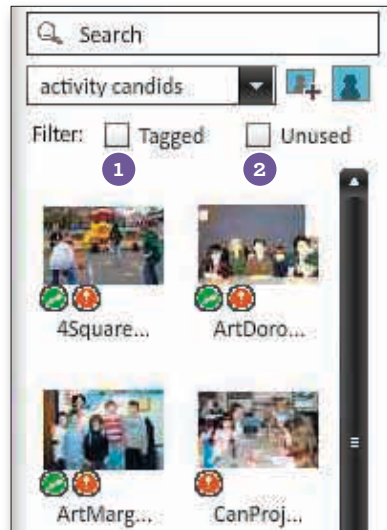 Search
activity candids
Filter: Tagged Unused
1 2
4Square... ArtDoro...
ArtMarg... CanProj...